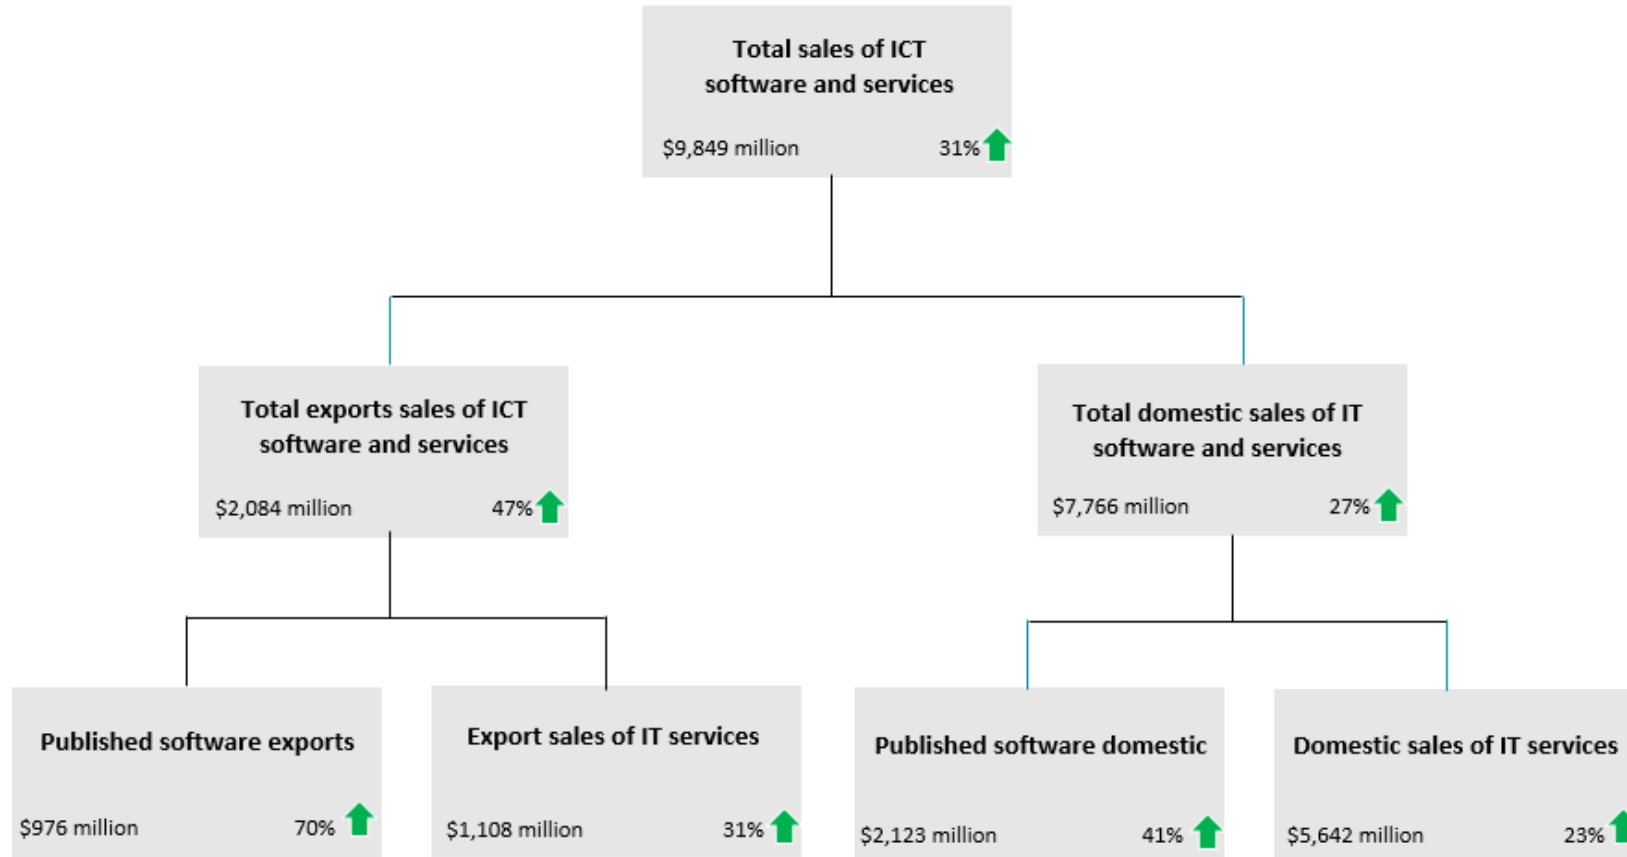 Total sales of ICT
software and services
$9,849 million 31%
Total exports sales of ICT
software and services
$2,084 million 47%
Total domestic sales of IT
software and services
$7,766 million 27%
Published software exports
$976 million 70%
Export sales of IT services
$1,108 million 31%
Published software domestic
$2,123 million 41%
Domestic sales of IT services
$5,642 million 23%